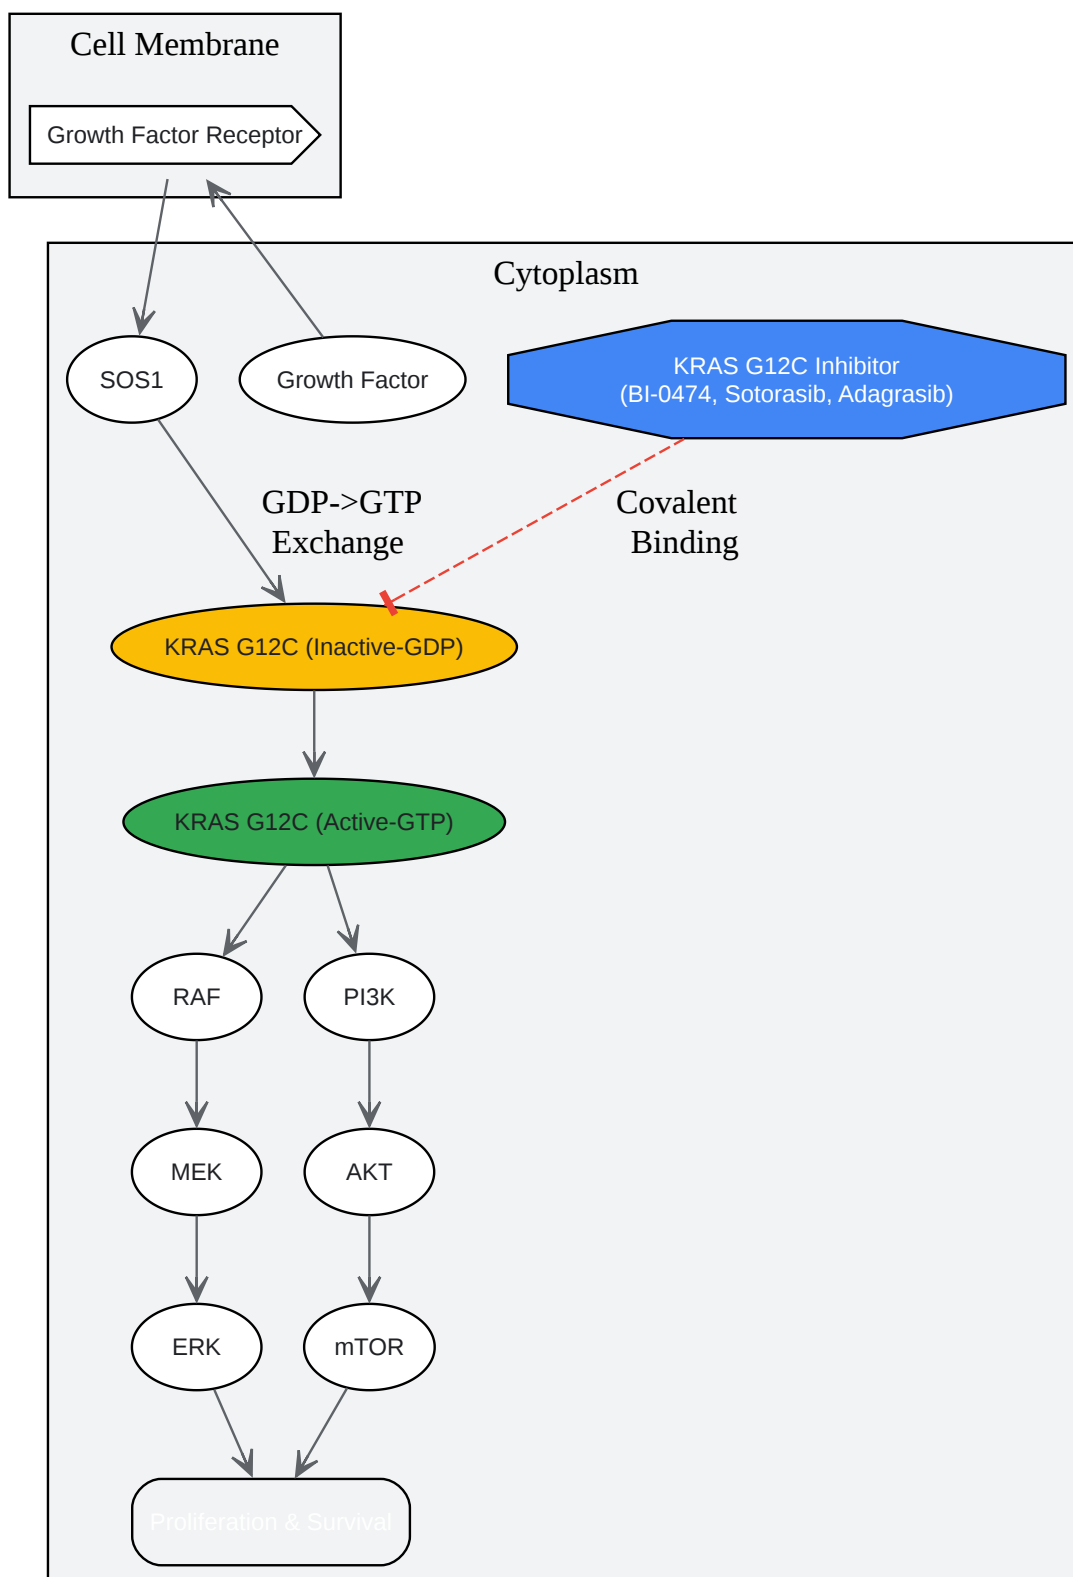 Cell Membrane
Growth Factor Receptor
Cytoplasm
SOS1
Growth Factor
KRAS G12C Inhibitor
(BI-0474, Sotorasib, Adagrasib)
GDP->GTP
Exchange
Covalent
Binding
KRAS G12C (Inactive-GDP)
KRAS G12C (Active-GTP)
RAF
PI3K
MEK
AKT
ERK
mTOR
Proliferation & Survival